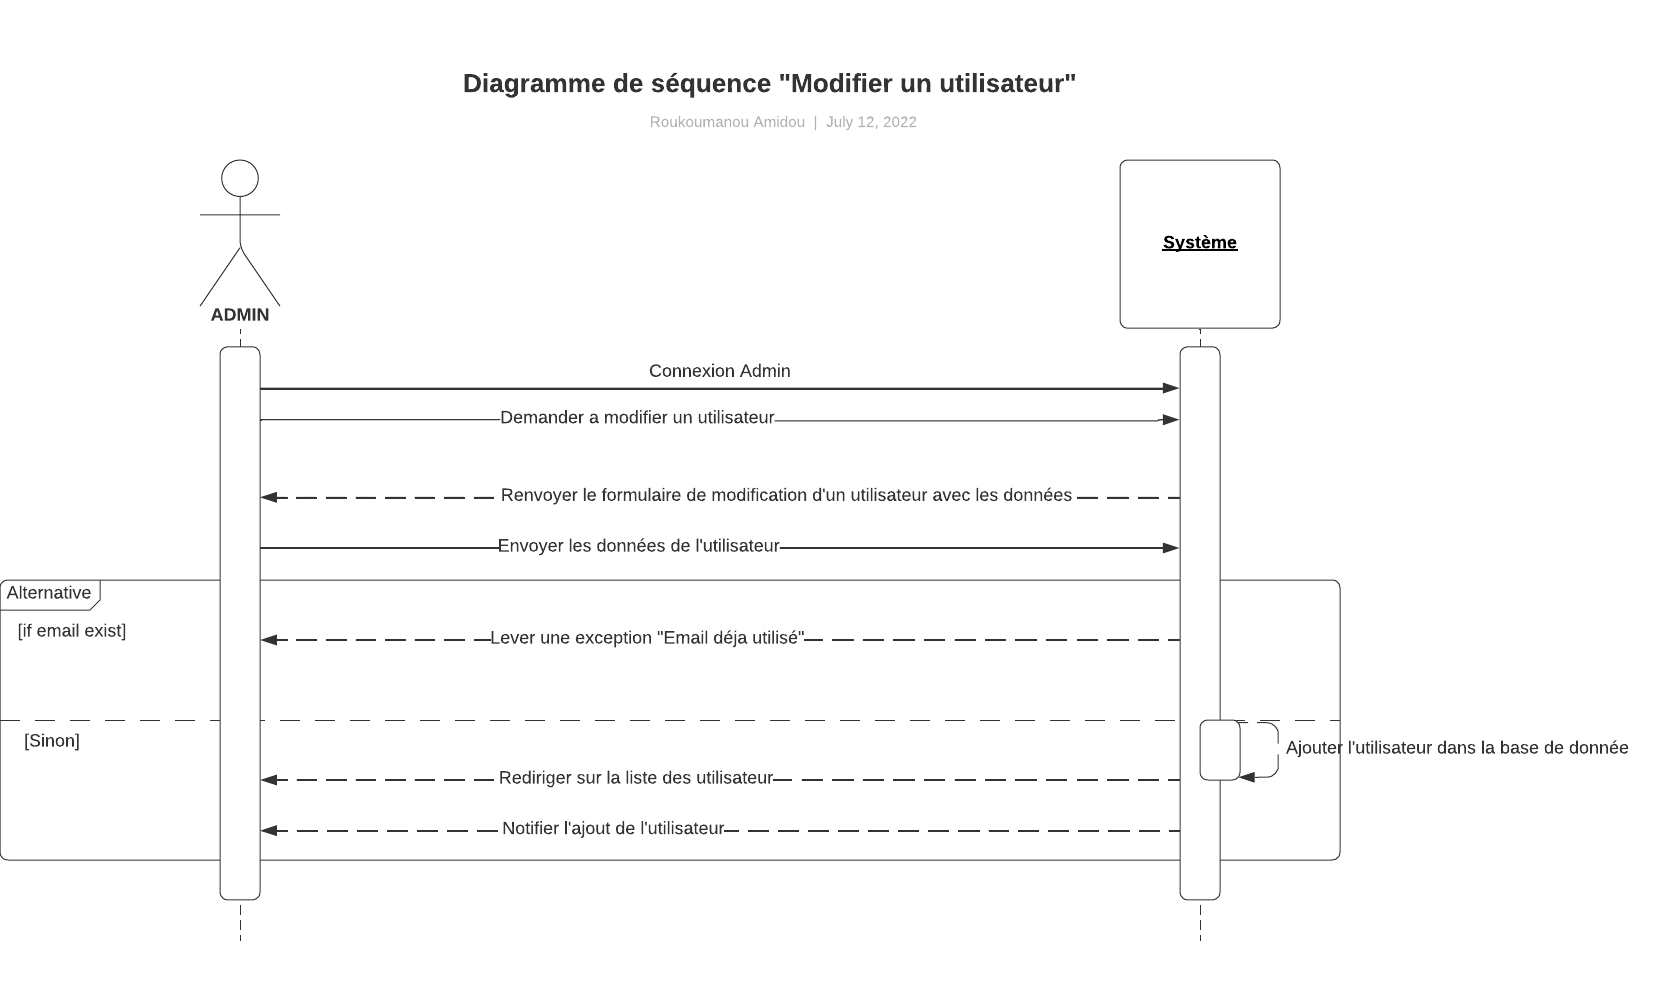 Diagramme de séquence "Modifier un utilisateur"
Roukoumanou Amidou | July 12, 2022
Système
ADMIN
Connexion Admin
Demander a modifier un utilisateur
Renvoyer le formulaire de modification d'un utilisateur avec les données
Envoyer les données de l'utilisateur
Alternative
[if email exist]
Lever une exception "Email déja utilisé"
[Sinon]
Ajouter l'utilisateur dans la base de donnée
Rediriger sur la liste des utilisateur
Notifier l'ajout de l'utilisateur